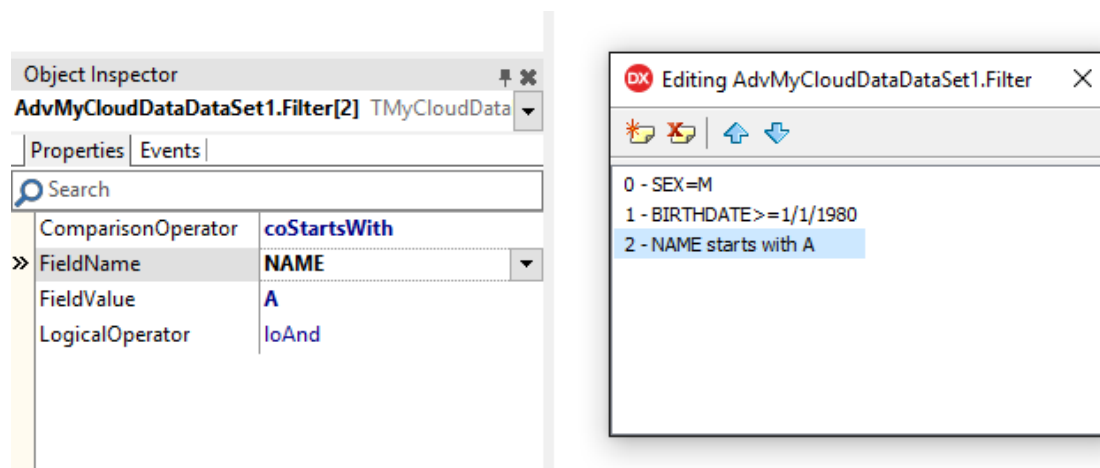 Object Inspector
AdvMyCloudDataDataSet1.Filter[2] TMyCloudData
Properties Events
Search
ComparisonOperator coStartsWith
FieldName NAME
FieldValue A
LogicalOperator loAnd
DX Editing AdvMyCloudDataDataSet1.Filter
0 - SEX=M
1 - BIRTHDATE>=1/1/1980
2 - NAME starts with A